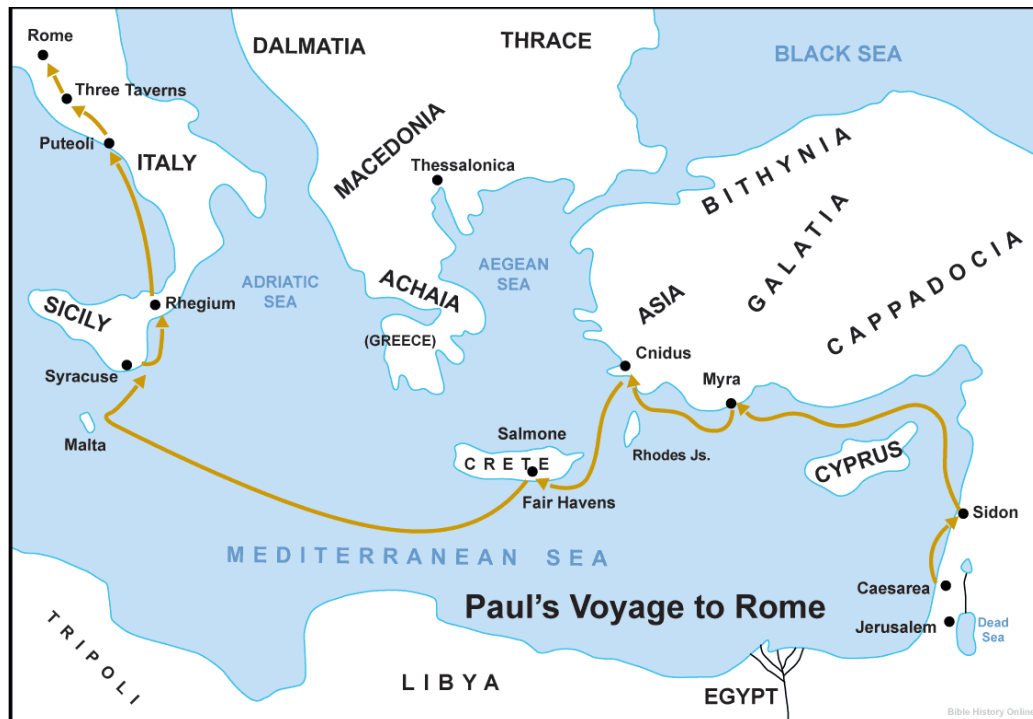 Rome
DALMATIA
THRACE
BLACK SEA
Three Taverns
Puteoli
ITALY
MACEDONIA
Thessalonica
BITHYNIA
GALATIA
CAPPADOCIA
ADRIATIC
SEA
AEGEAN
SEA
ACHAIA
(GREECE)
ASIA
SICILY
Rhegium
Syracuse
Cnidus
Myra
Malta
Salmone
CRETE
Fair Havens
Rhodes Js.
CYPRUS
Sidon
MEDITERRANEAN SEA
Paul's Voyage to Rome
Caesarea
Jerusalem
Dead
Sea
TRIPOLI
LIBYA
EGYPT
Bible History Online